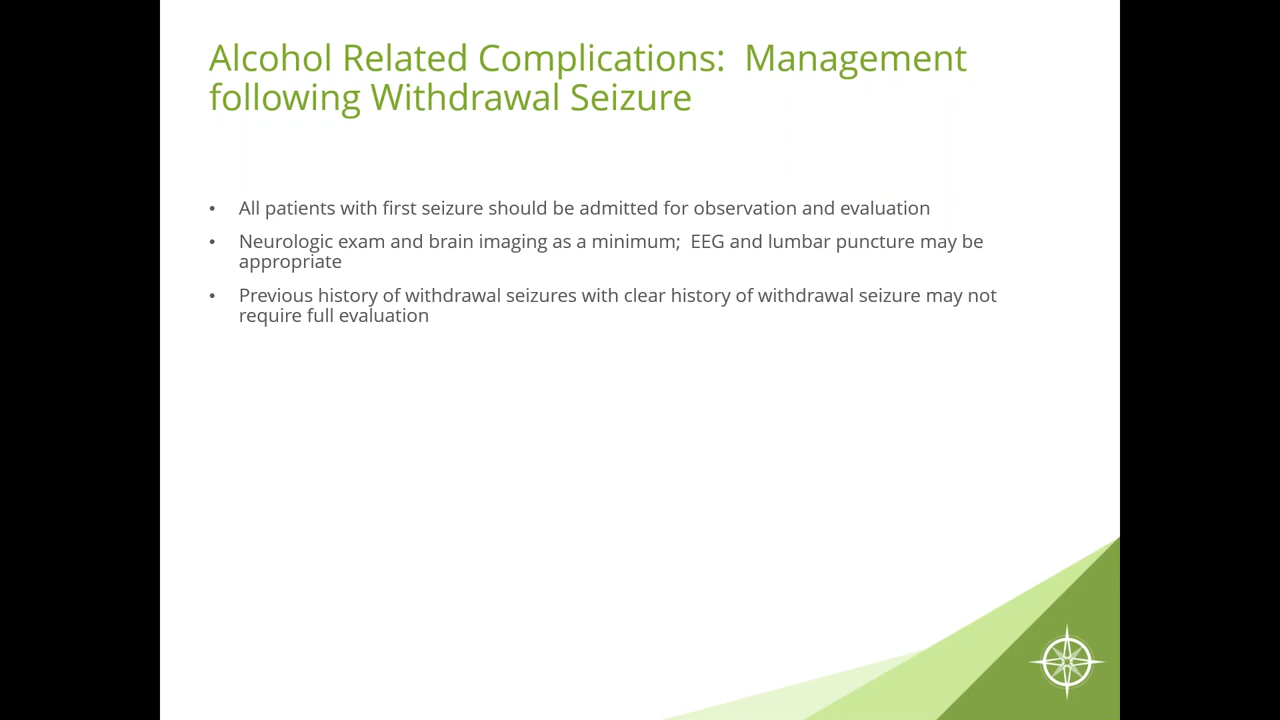 Alcohol Related Complications:  Management
following Withdrawal Seizure
• All patients with first seizure should be admitted for observation and evaluation
• Neurologic exam and brain imaging as a minimum;  EEG and lumbar puncture may be
appropriate
• Previous history of withdrawal seizures with clear history of withdrawal seizure may not
require full evaluation